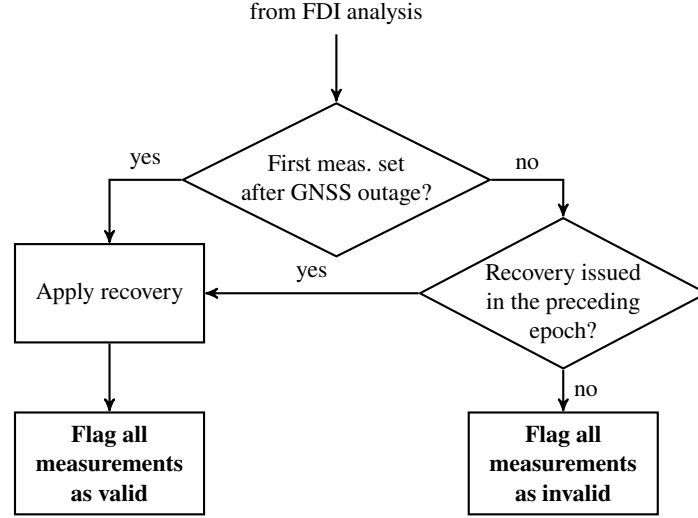 from FDI analysis
First meas. set
after GNSS outage?
yes
no
Apply recovery
yes
Recovery issued
in the preceding
epoch?
no
Flag all
measurements
as valid
Flag all
measurements
as invalid